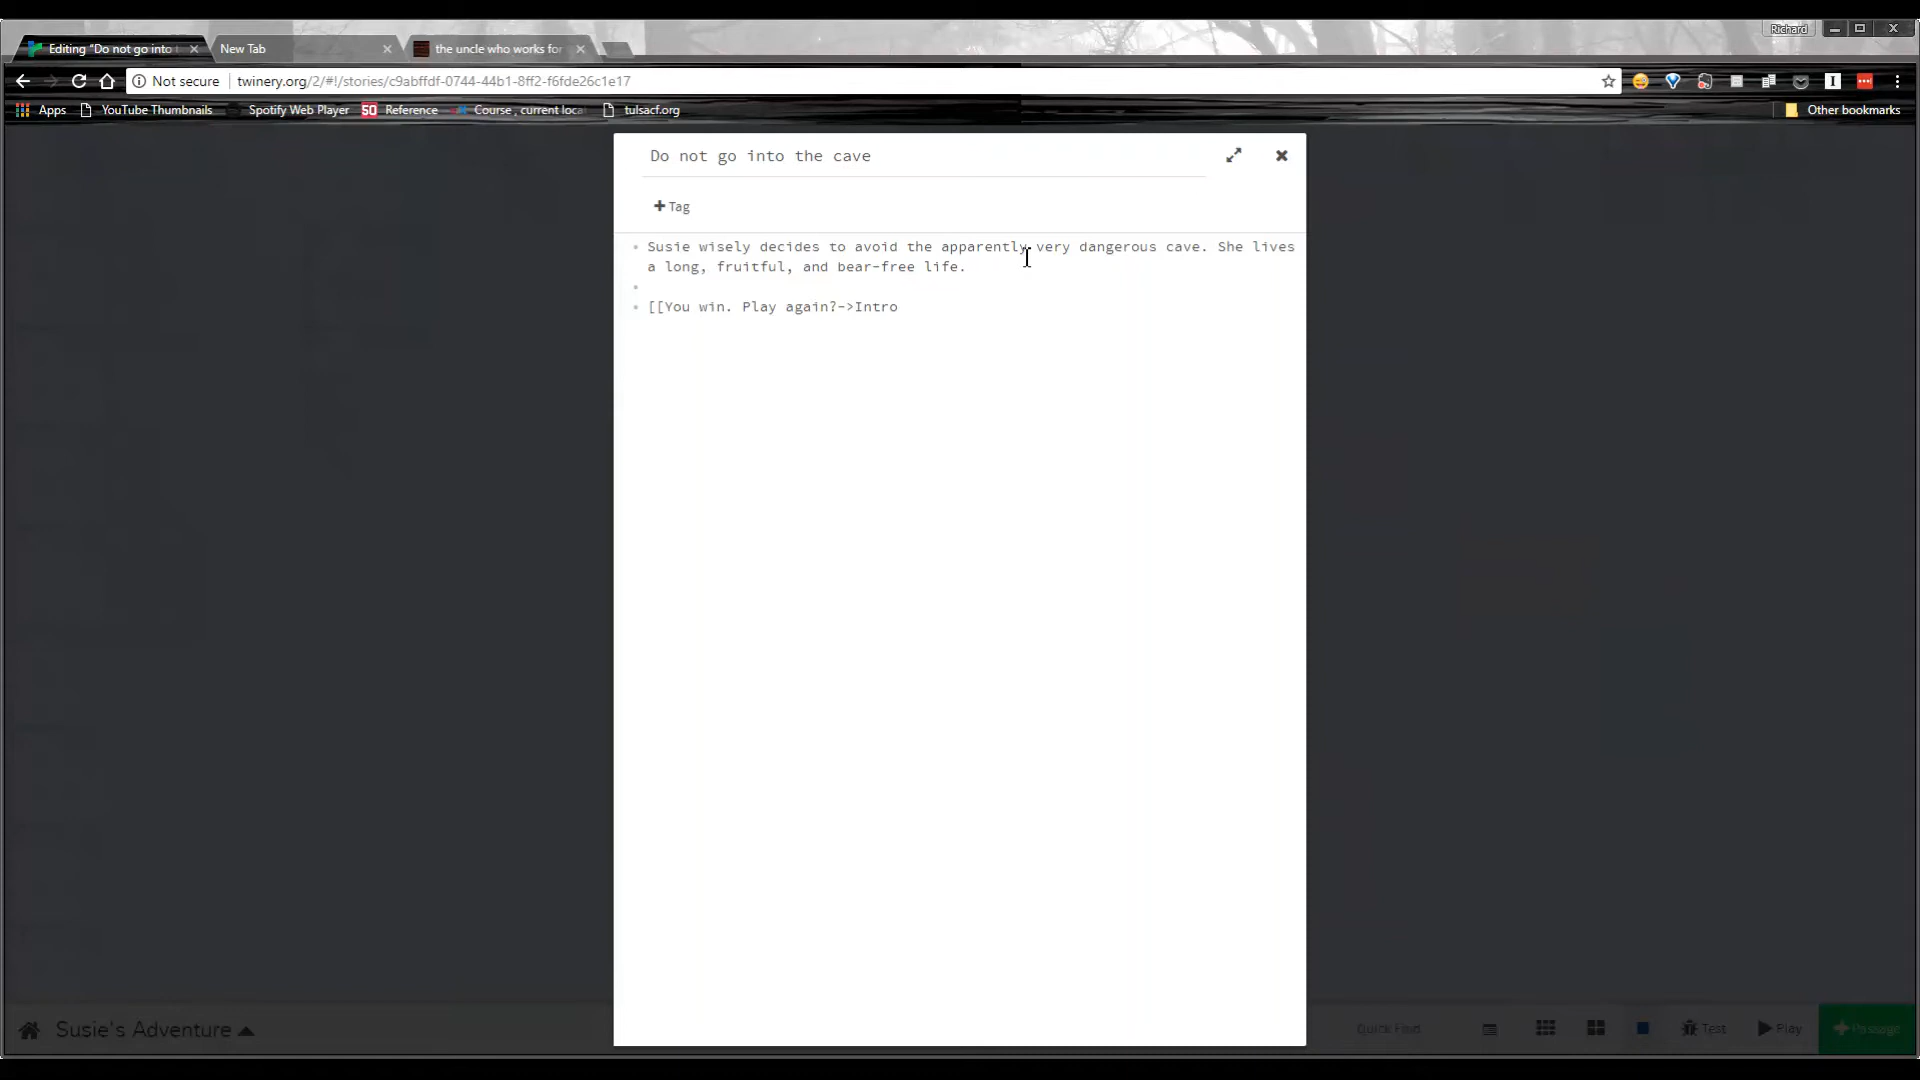 Richard
Editing "Do not go into
New Tab
the uncle who works for
Not secure
twinery.org/2/#!/stories/c9abffdf-0744-44b1-8ff2-f6fde26c1e17
Apps
YouTube Thumbnails
Spotify Web Player
50 Reference
Course , current loca
tulsacf.org
Other bookmarks
Do not go into the cave
+ Tag
Susie wisely decides to avoid the apparently very dangerous cave. She lives
a long, fruitful, and bear-free life.
[[You win. Play again?->Intro
Susie's Adventure
Quick Find
Test
Play
+ Passage